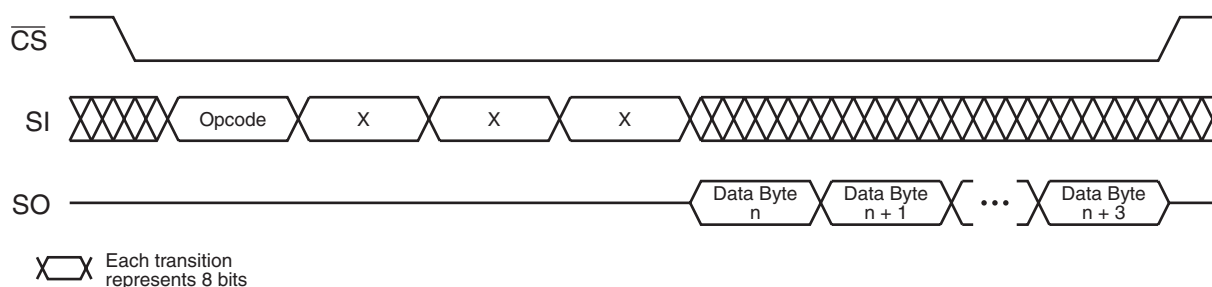 CS
SI Opcode X X X
SO Data Byte n Data Byte n + 1 ••• Data Byte n + 3
Each transition
represents 8 bits